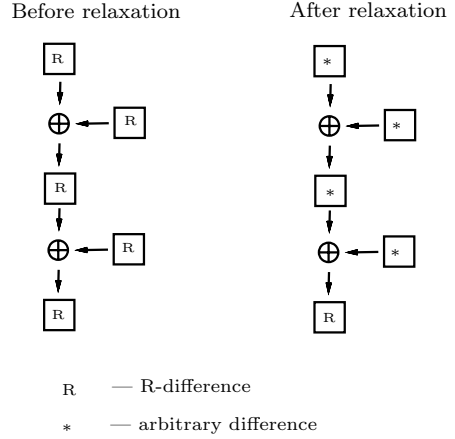 Before relaxation After relaxation
R *
R *
R *
R *
R R
R — R-difference
* — arbitrary difference